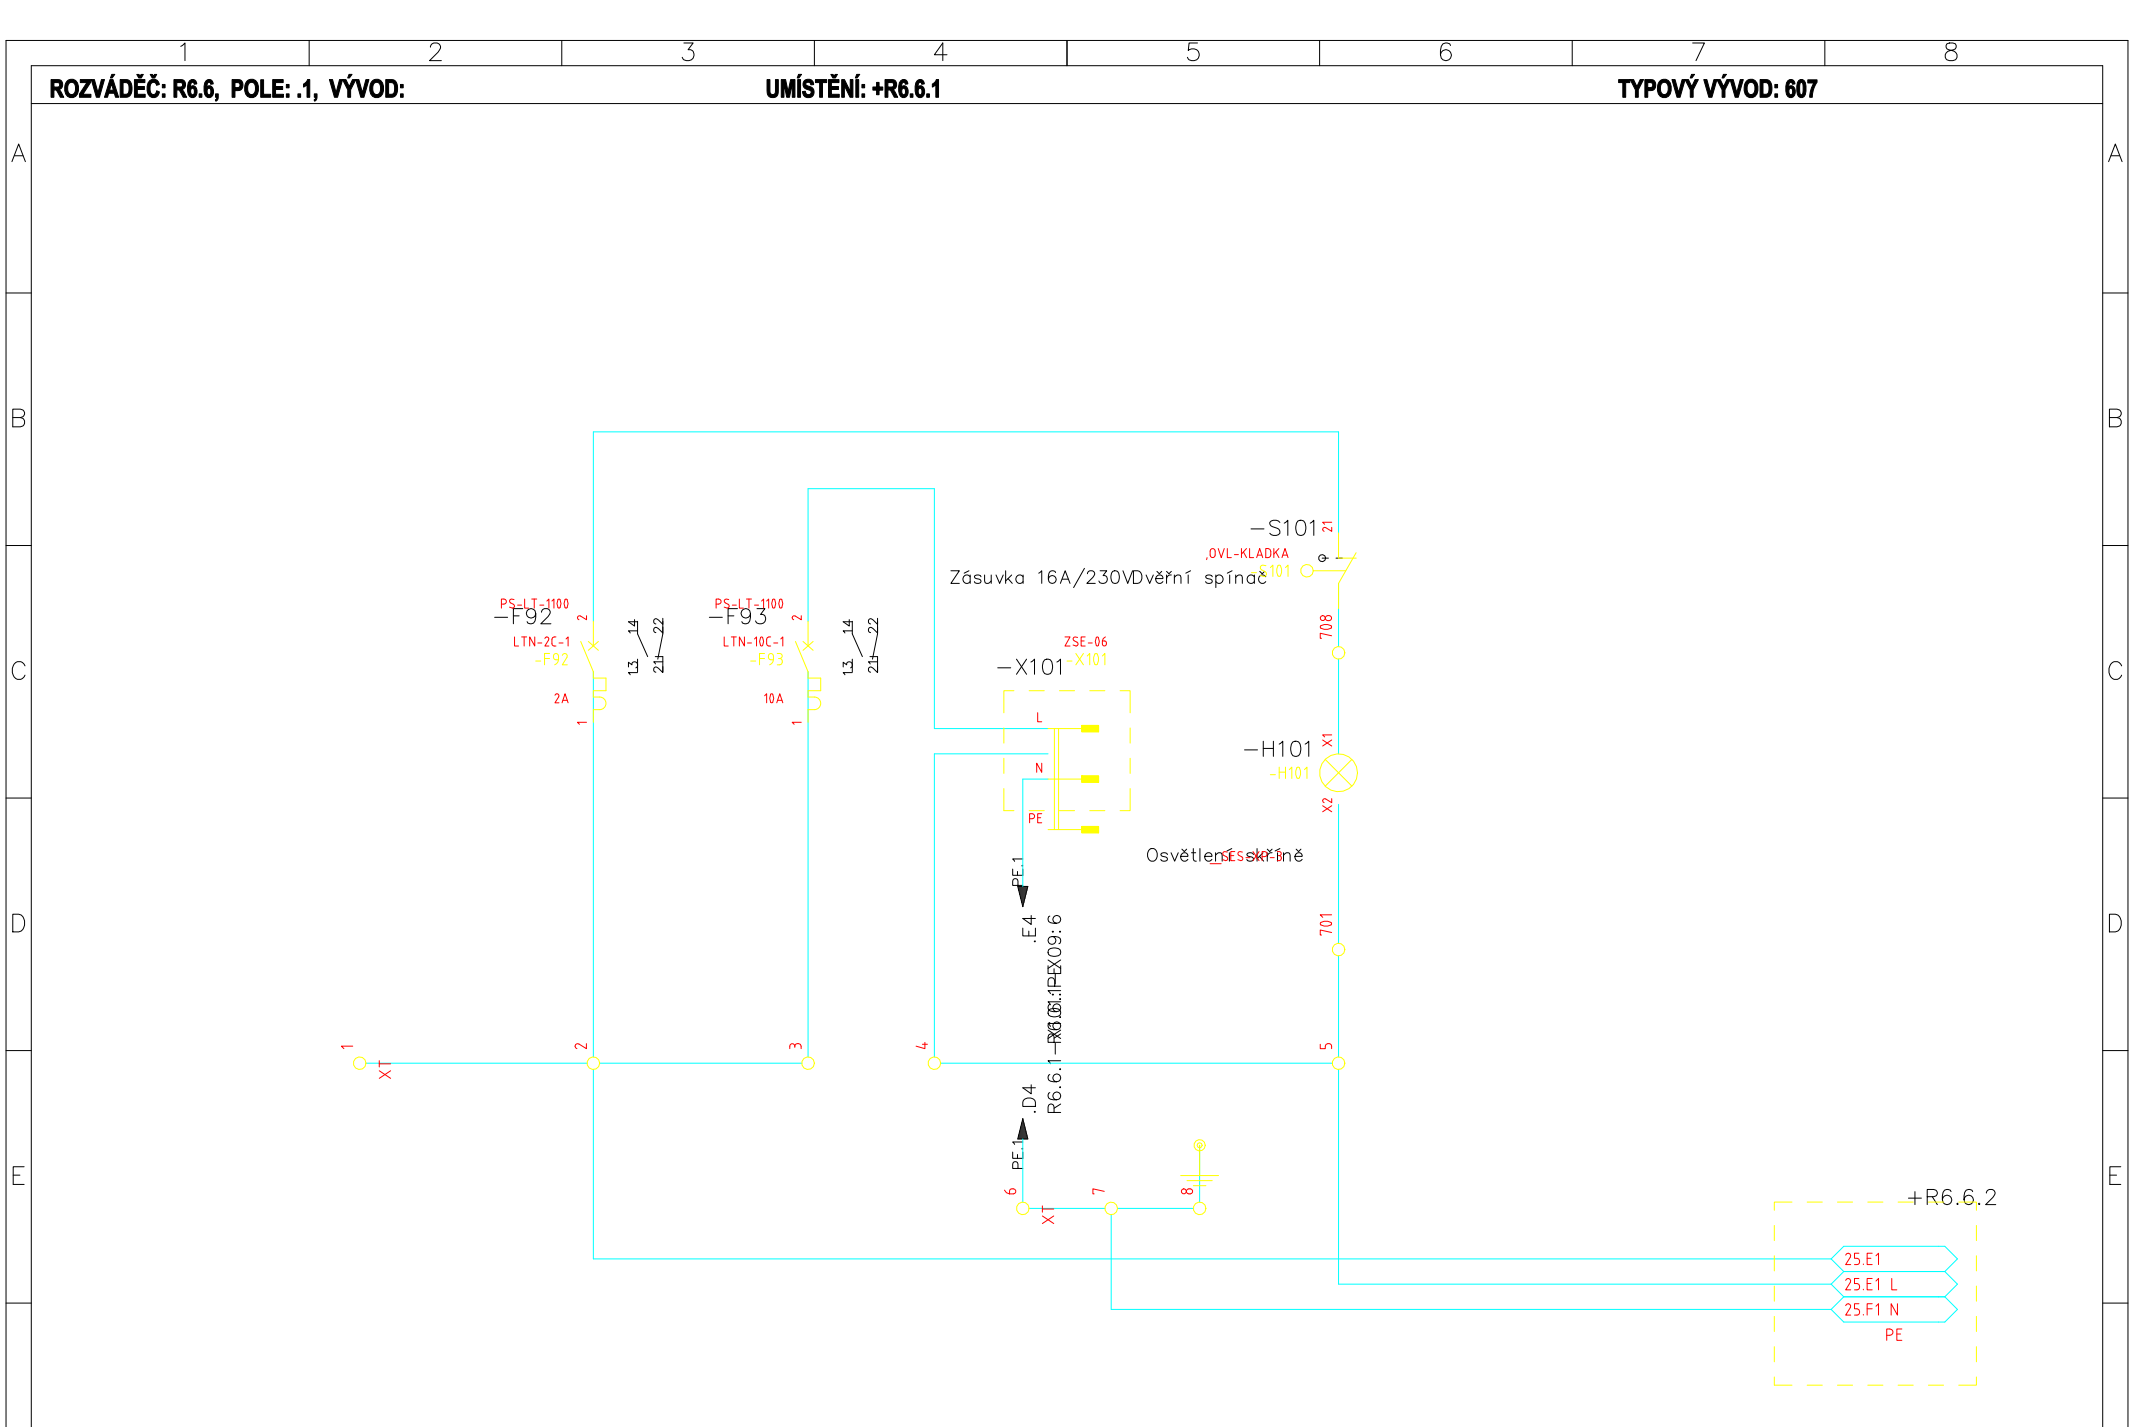 1 2 3 4 5 6 7 8
ROZVÁDĚČ: R6.6, POLE: .1, VÝVOD: UMÍSTĚNÍ: +R6.6.1 TYPOVÝ VÝVOD: 607
A A
B B
-S101 21
,OVL-KLADKA
-S101
Zásuvka 16A/230V Dveřní spínač
PS-LT-1100 2 PS-LT-1100 2
-F92 14 22 -F93 14 22 708
LTN-2C-1 LTN-10C-1 ZSE-06
-F92 13 21 -F93 13 21 -X101 -X101
C C
2A 10A
1 1
L X1
-H101
N -H101
X2
PE
Osvětlení skříně
PE.1
D .E4 701 D
1 XT 2 3 4 5
.D4
PE.1
E E
6 XT 7 8
+R6.6.2
25.E1
25.E1 L
25.F1 N
PE